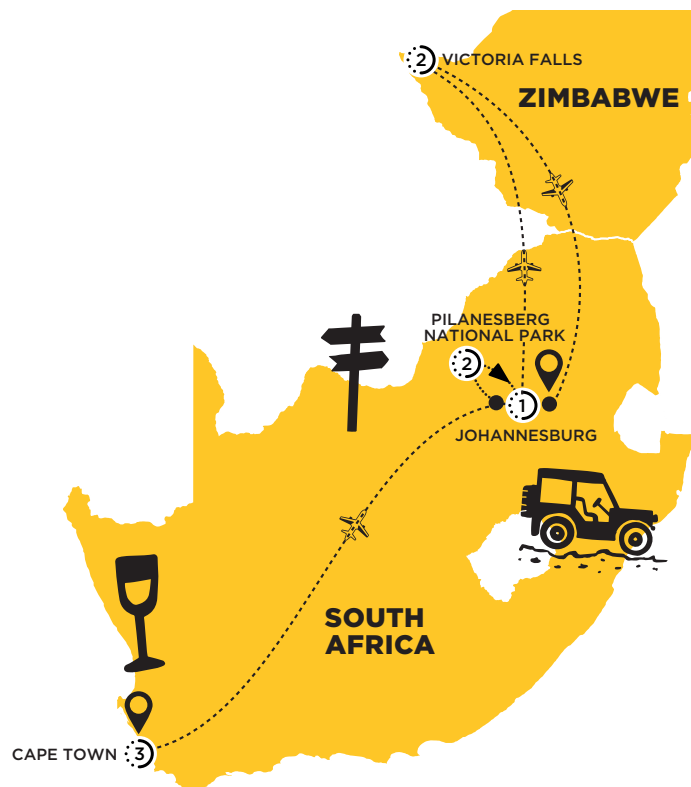 2 VICTORIA FALLS
ZIMBABWE
PILANESBERG
NATIONAL PARK
2
1
JOHANNESBURG
SOUTH
AFRICA
CAPE TOWN 3